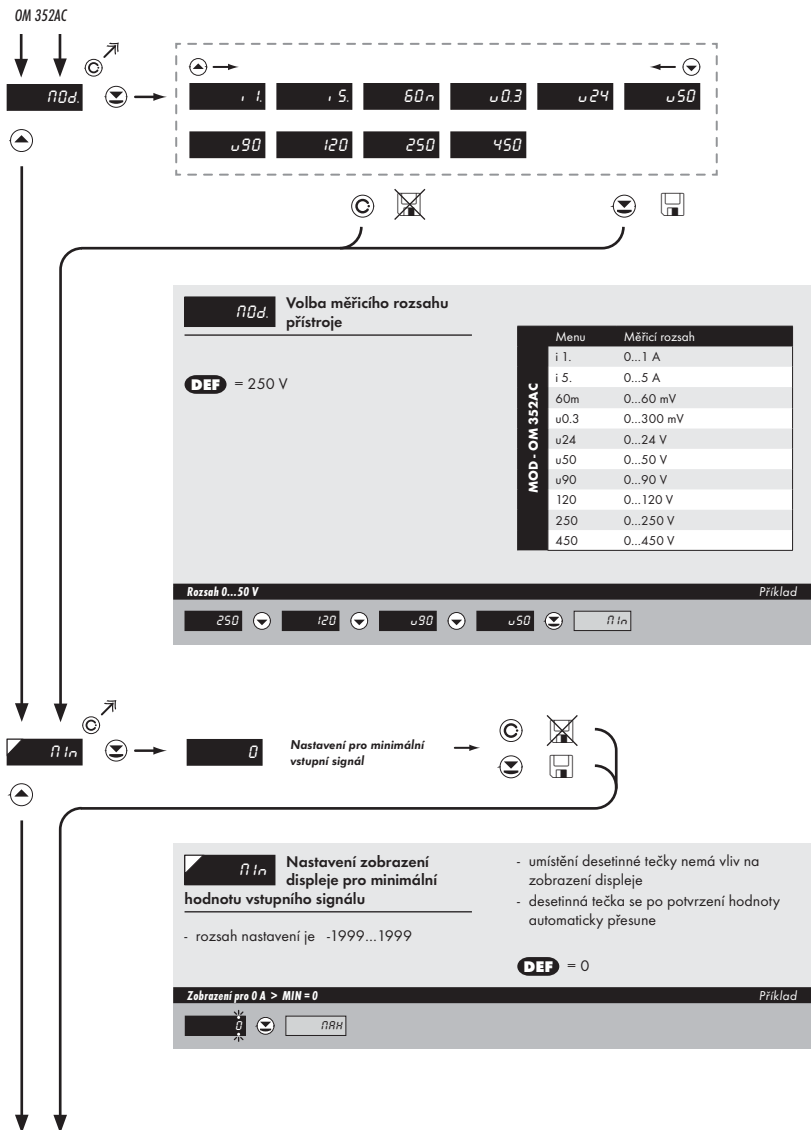 OM 352AC
MOd.
i 1. i 5. 60m u0.3 u24 u50
u90 120 250 450
MOd. Volba měřicího rozsahu
přístroje
DEF = 250 V
MOD - OM 352AC
Menu Měřicí rozsah
i 1. 0...1 A
i 5. 0...5 A
60m 0...60 mV
u0.3 0...300 mV
u24 0...24 V
u50 0...50 V
u90 0...90 V
120 0...120 V
250 0...250 V
450 0...450 V
Rozsah 0...50 V Příklad
250 120 u90 u50 MIn
MIn 0 Nastavení pro minimální
vstupní signál
MIn Nastavení zobrazení
displeje pro minimální
hodnotu vstupního signálu
- rozsah nastavení je -1999...1999
- umístění desetinné tečky nemá vliv na
zobrazení displeje
- desetinná tečka se po potvrzení hodnoty
automaticky přesune
DEF = 0
Zobrazení pro 0 A > MIN = 0 Příklad
0 MAX